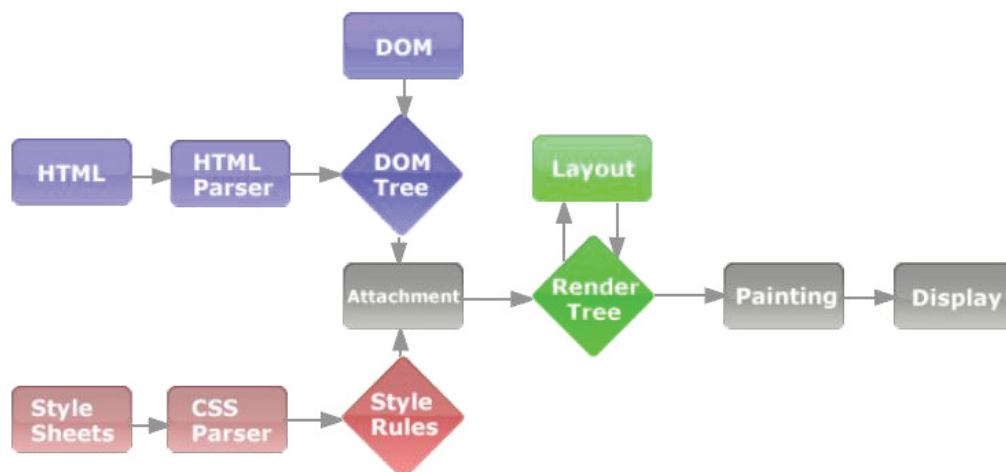 DOM
HTML
HTML
Parser
DOM
Tree
Layout
Attachment
Render
Tree
Painting
Display
Style
Sheets
CSS
Parser
Style
Rules